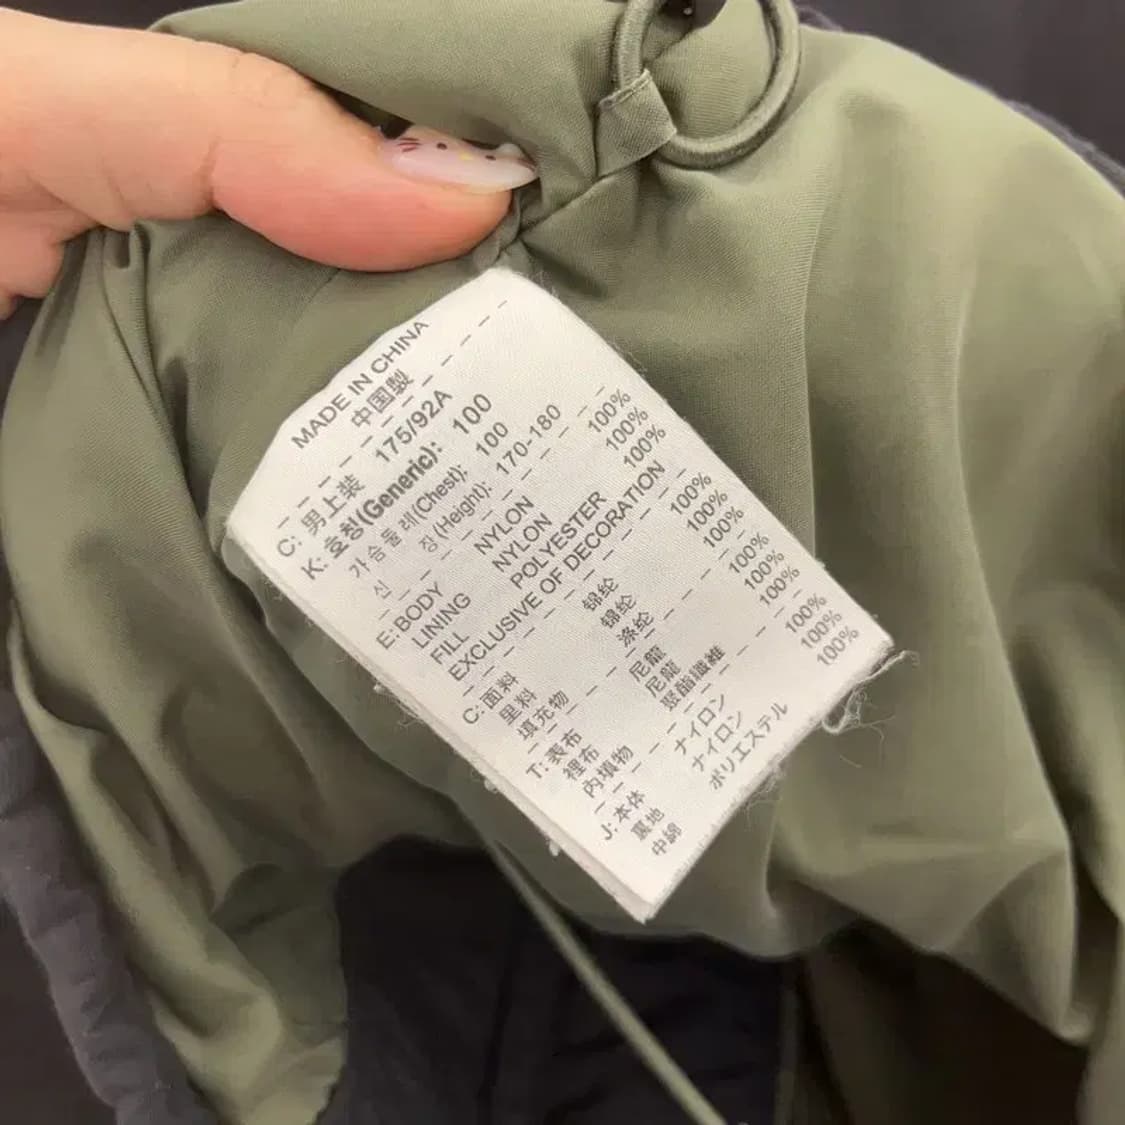 MADE IN CHINA
中国製
C: 男上装 175/92A
K: 호칭(Generic): 100
가슴둘레(Chest): 100
신 장(Height): 170-180
E:BODY NYLON 100%
LINING NYLON 100%
FILL POLYESTER 100%
EXCLUSIVE OF DECORATION
C: 面料 锦纶 100%
里料 锦纶 100%
填充物 涤纶 100%
T: 表布 尼龍 100%
裡布 尼龍 100%
內填物 聚酯纖維 100%
J: 本体 ナイロン 100%
裏地 ナイロン 100%
中綿 ポリエステル 100%